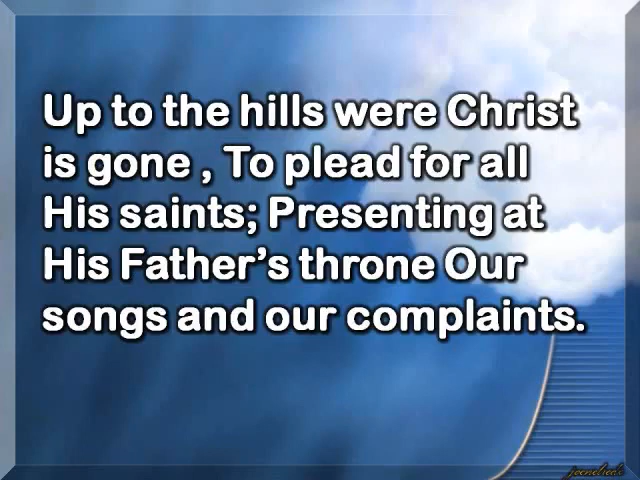 Up to the hills were Christ
is gone , To plead for all
His saints; Presenting at
His Father’s throne Our
songs and our complaints.